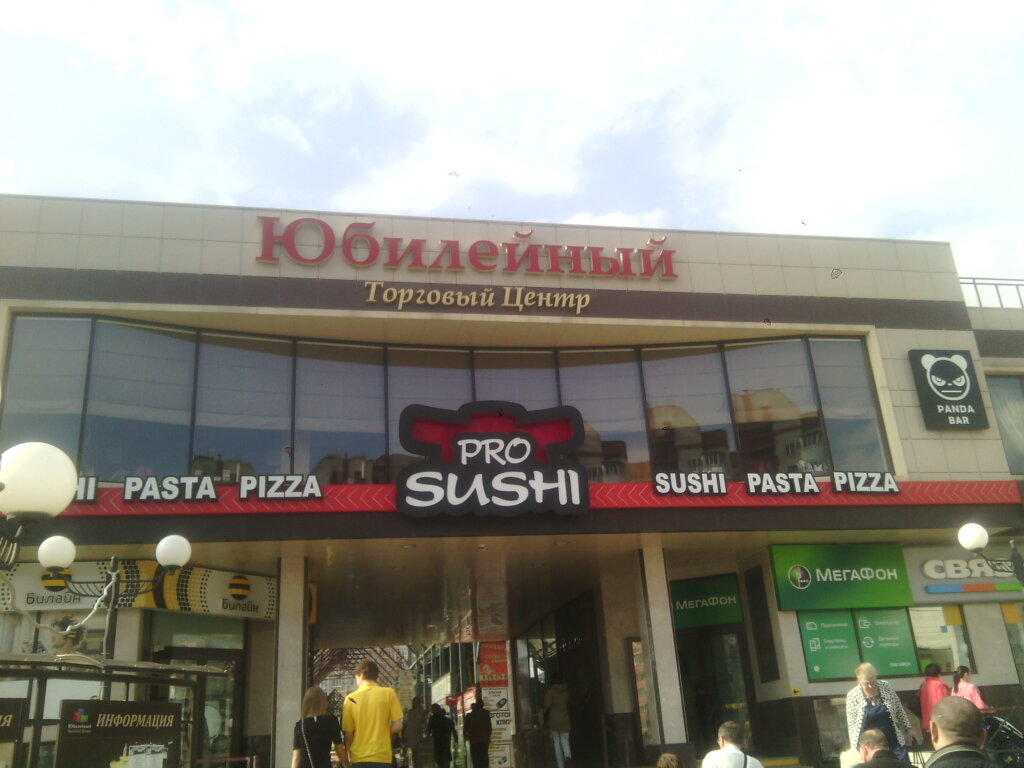 Юбилейный
Торговый Центр
PANDA
BAR
PRO
SUSHI
PASTA PIZZA
SUSHI PASTA PIZZA
Билайн
Билайн
МЕГАФОН
МЕГАФОН
ИНФОРМАЦИЯ